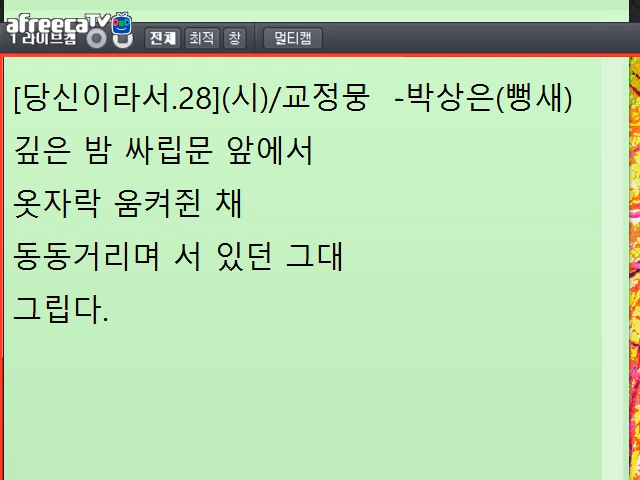 afreecaTV
1 라이브캠 전체 최적 창 멀티캠
[당신이라서.28](시)/교정뭉 -박상은(뻥새)
깊은 밤 싸립문 앞에서
옷자락 움켜쥔 채
동동거리며 서 있던 그대
그립다.